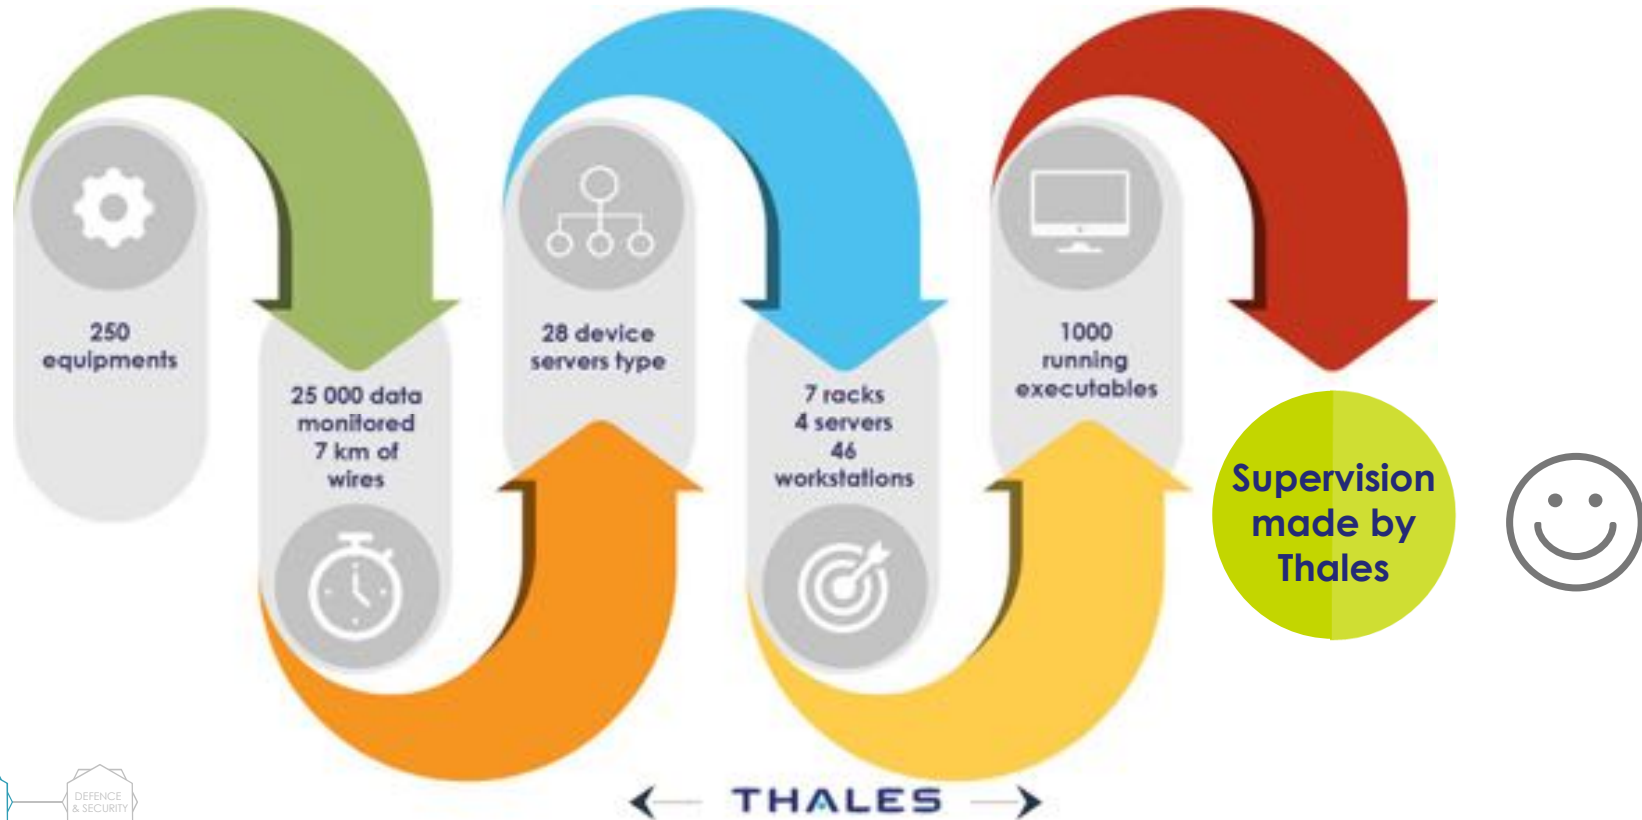 250
equipments
25 000 data
monitored
7 km of
wires
28 device
servers type
7 racks
4 servers
46
workstations
1000
running
executables
Supervision
made by
Thales
THALES
DEFENCE
& SECURITY